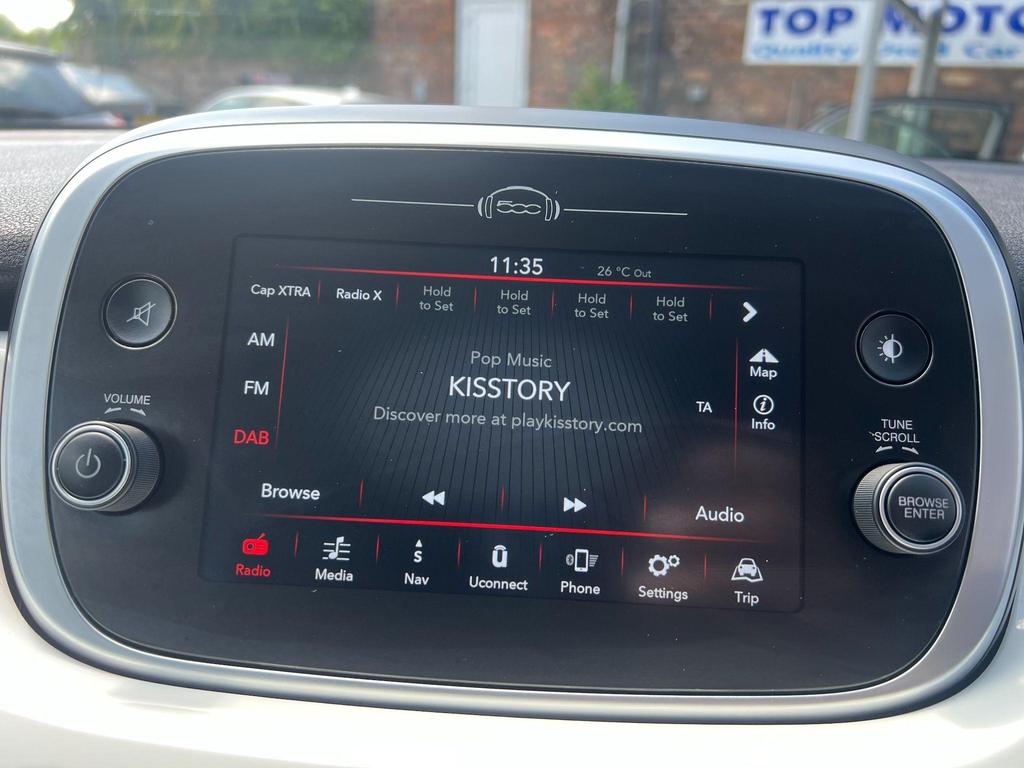 TOP MOTO
Quality Used Car
500
11:35
26 °C Out
Cap XTRA
Radio X
Hold
to Set
Hold
to Set
Hold
to Set
Hold
to Set
AM
FM
DAB
Pop Music
KISSTORY
Discover more at playkisstory.com
TA
Map
Info
VOLUME
TUNE
SCROLL
BROWSE
ENTER
Browse
Audio
Radio
Media
S
Nav
Uconnect
Phone
Settings
Trip